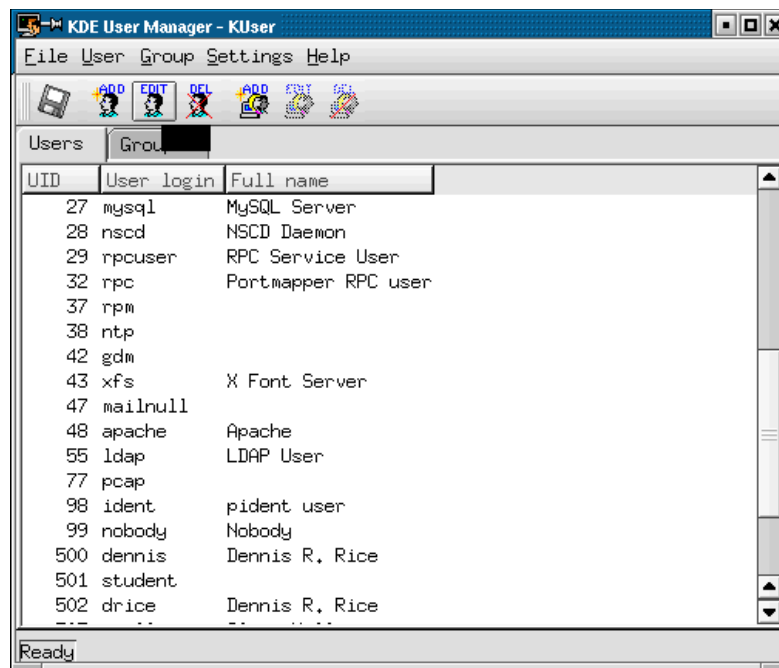 KDE User Manager - KUser
File User Group Settings Help
ADD EDIT DEL ADD EDIT DEL
Users
UID User login Full name
27 mysql MySQL Server
28 nscd NSCD Daemon
29 rpcuser RPC Service User
32 rpc Portmapper RPC user
37 rpm
38 ntp
42 gdm
43 xfs X Font Server
47 mailnull
48 apache Apache
55 ldap LDAP User
77 pcap
98 ident pident user
99 nobody Nobody
500 dennis Dennis R. Rice
501 student
502 drice Dennis R. Rice
Ready